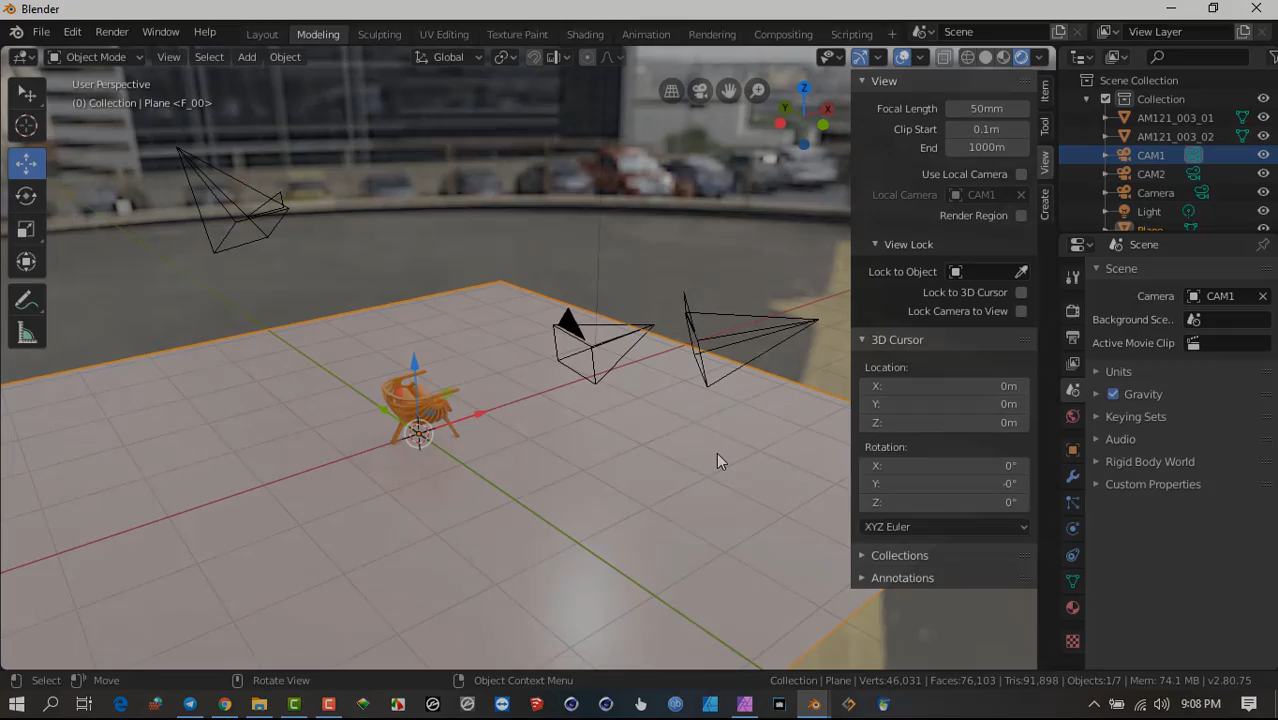 Blender
File Edit Render Window Help Layout Modeling Sculpting UV Editing Texture Paint Shading Animation Rendering Compositing Scripting Scene View Layer
Object Mode View Select Add Object Global
User Perspective
(0) Collection | Plane <F_00>
Z
Y
X
View
Focal Length 50mm
Clip Start 0.1m
End 1000m
Use Local Camera
Local Camera CAM1
Render Region
View Lock
Lock to Object
Lock to 3D Cursor
Lock Camera to View
3D Cursor
Location:
X: 0m
Y: 0m
Z: 0m
Rotation:
X: 0°
Y: -0°
Z: 0°
XYZ Euler
Collections
Annotations
Item
Tool
View
Create
Scene Collection
Collection
AM121_003_01
AM121_003_02
CAM1
CAM2
Camera
Light
Plane
Scene
Scene
Camera CAM1
Background Sce..
Active Movie Clip
Units
Gravity
Keying Sets
Audio
Rigid Body World
Custom Properties
Select Move Rotate View Object Context Menu Collection | Plane | Verts:46,031 | Faces:76,103 | Tris:91,898 | Objects:1/7 | Mem: 74.1 MB | v2.80.75
9:08 PM